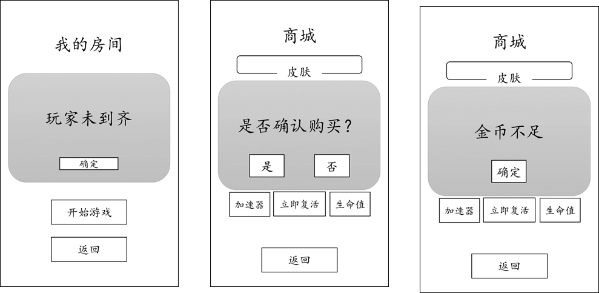 我的房间
玩家未到齐
确定
开始游戏
返回
商城
皮肤
是否确认购买?
是 否
加速器 立即复活 生命值
返回
商城
皮肤
金币不足
确定
加速器 立即复活 生命值
返回